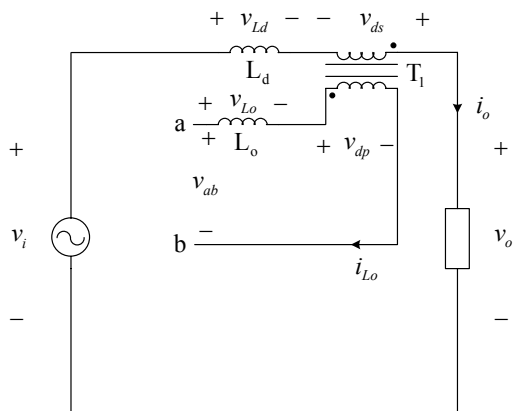 + v_Ld − − v_ds +
L_d T_1
+ v_Lo −
a + L_o + v_dp −
i_o
+ v_ab +
v_i b − v_o
i_Lo
− −